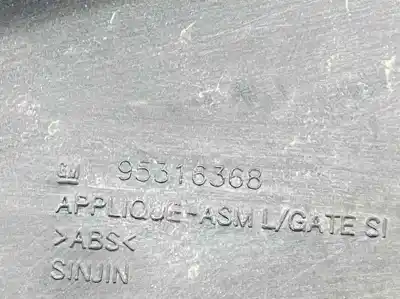 GM 95316368
APPLIQUE-ASM L/GATE SI
>ABS<
SINJIN